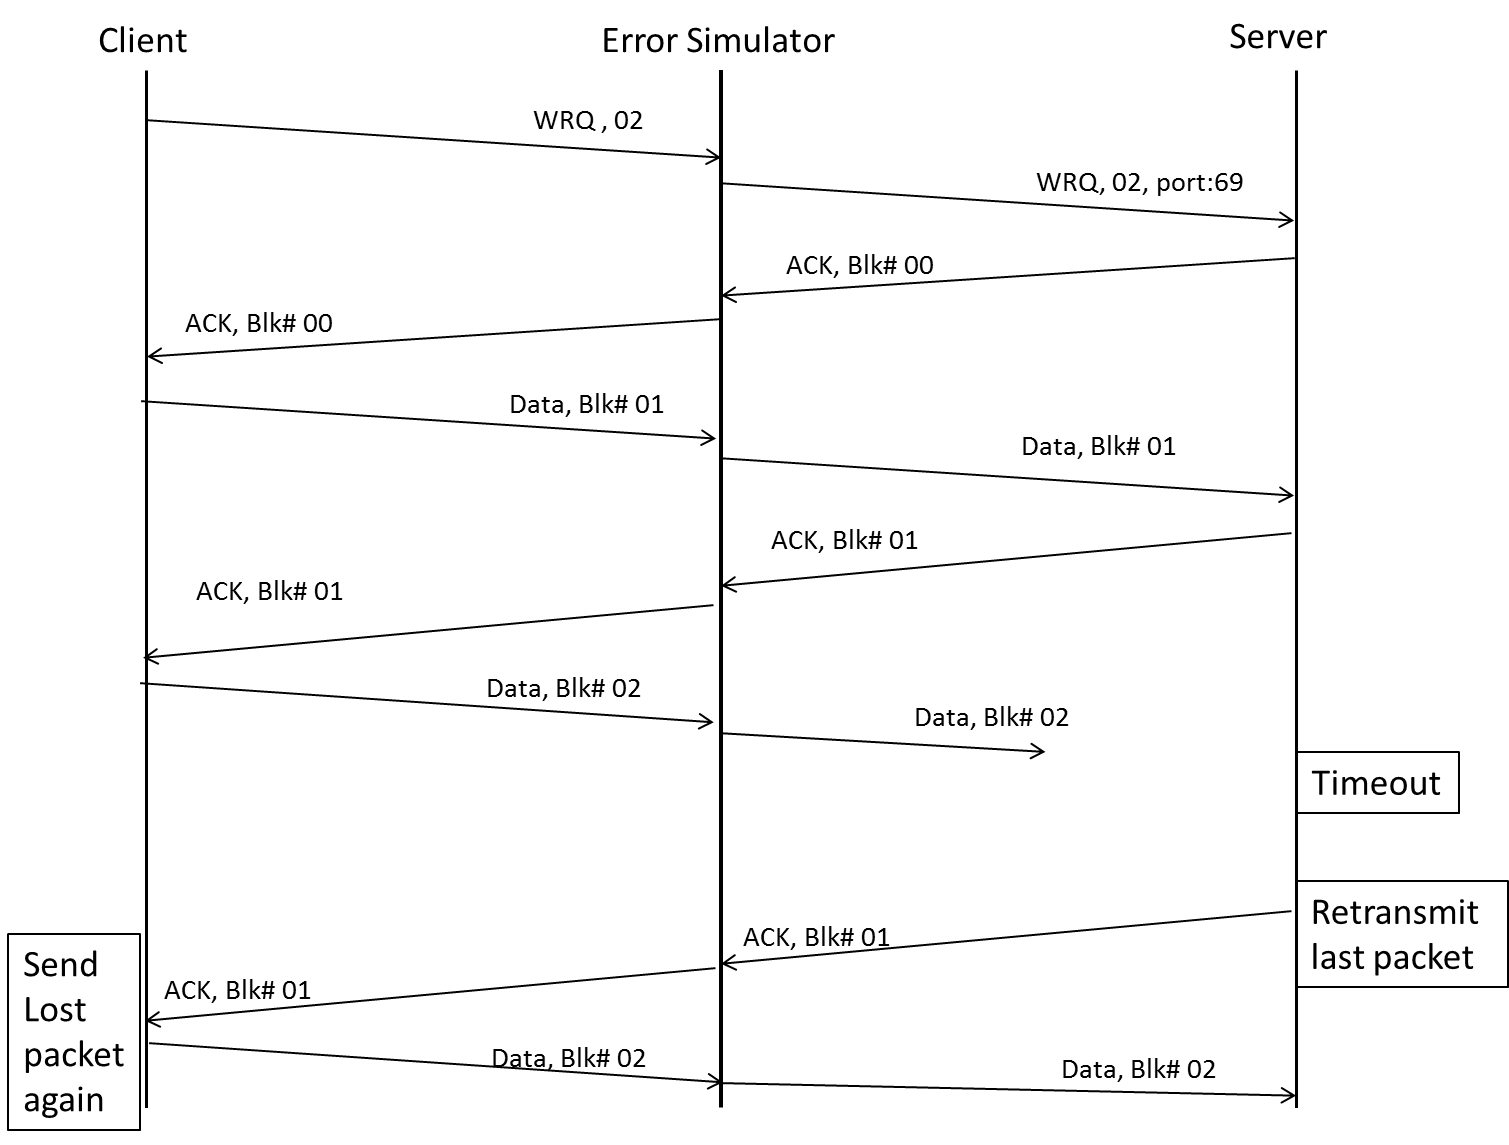 Client
Error Simulator
Server
WRQ , 02
WRQ, 02, port:69
ACK, Blk# 00
ACK, Blk# 00
Data, Blk# 01
Data, Blk# 01
ACK, Blk# 01
ACK, Blk# 01
Data, Blk# 02
Data, Blk# 02
Timeout
Retransmit
last packet
ACK, Blk# 01
ACK, Blk# 01
Send
Lost
packet
again
Data, Blk# 02
Data, Blk# 02